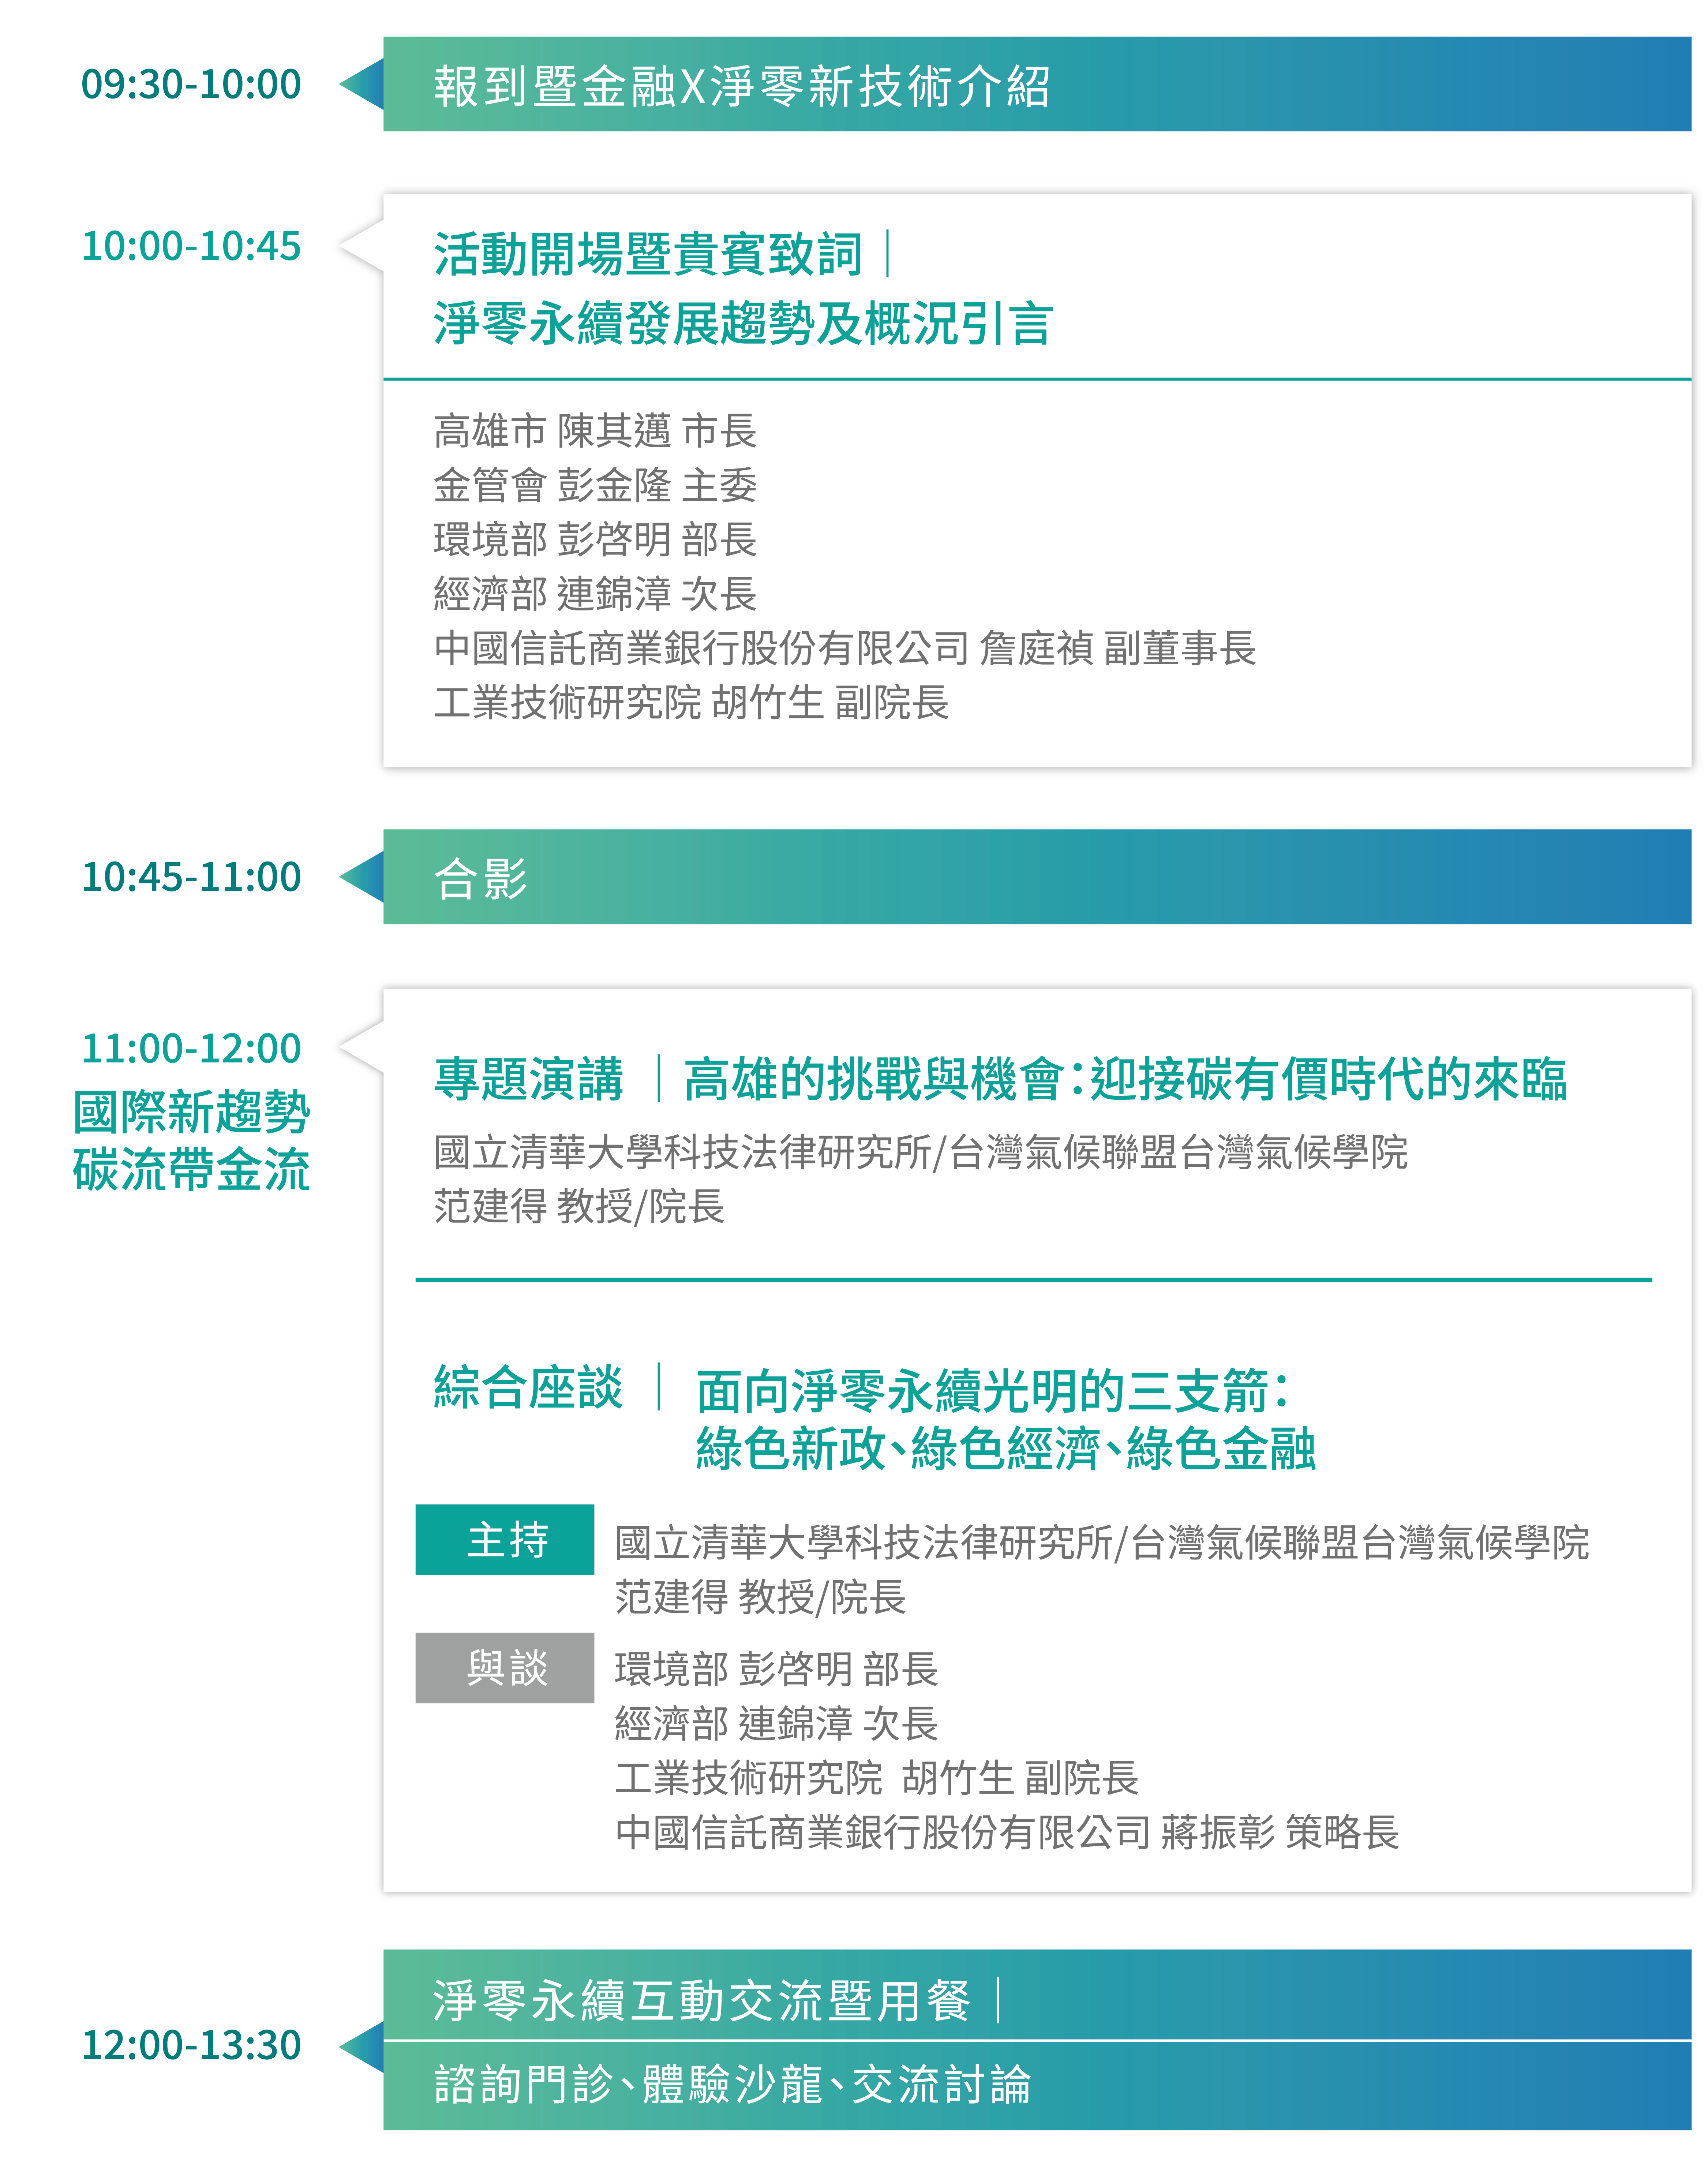 09:30-10:00
報到暨金融X淨零新技術介紹
10:00-10:45
活動開場暨貴賓致詞｜
淨零永續發展趨勢及概況引言
高雄市 陳其邁 市長
金管會 彭金隆 主委
環境部 彭啓明 部長
經濟部 連錦漳 次長
中國信託商業銀行股份有限公司 詹庭禎 副董事長
工業技術研究院 胡竹生 副院長
10:45-11:00
合影
11:00-12:00
國際新趨勢
碳流帶金流
專題演講 ｜高雄的挑戰與機會：迎接碳有價時代的來臨
國立清華大學科技法律研究所/台灣氣候聯盟台灣氣候學院
范建得 教授/院長
綜合座談 ｜ 面向淨零永續光明的三支箭：
綠色新政、綠色經濟、綠色金融
主持
國立清華大學科技法律研究所/台灣氣候聯盟台灣氣候學院
范建得 教授/院長
與談
環境部 彭啓明 部長
經濟部 連錦漳 次長
工業技術研究院 胡竹生 副院長
中國信託商業銀行股份有限公司 蔣振彰 策略長
12:00-13:30
淨零永續互動交流暨用餐｜
諮詢門診、體驗沙龍、交流討論